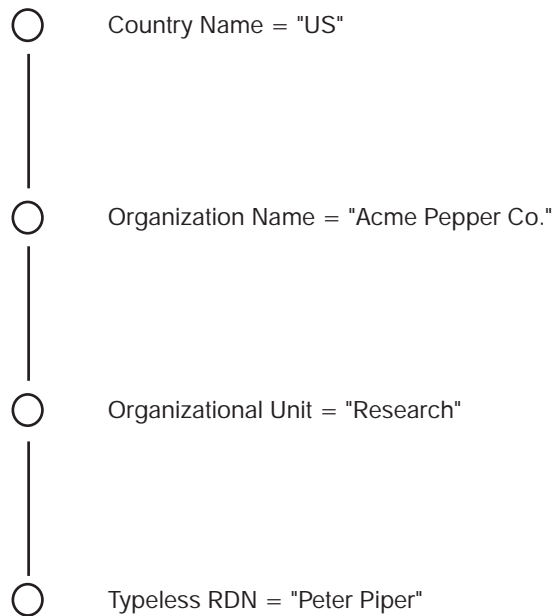 Country Name = "US"
Organization Name = "Acme Pepper Co."
Organizational Unit = "Research"
Typeless RDN = "Peter Piper"